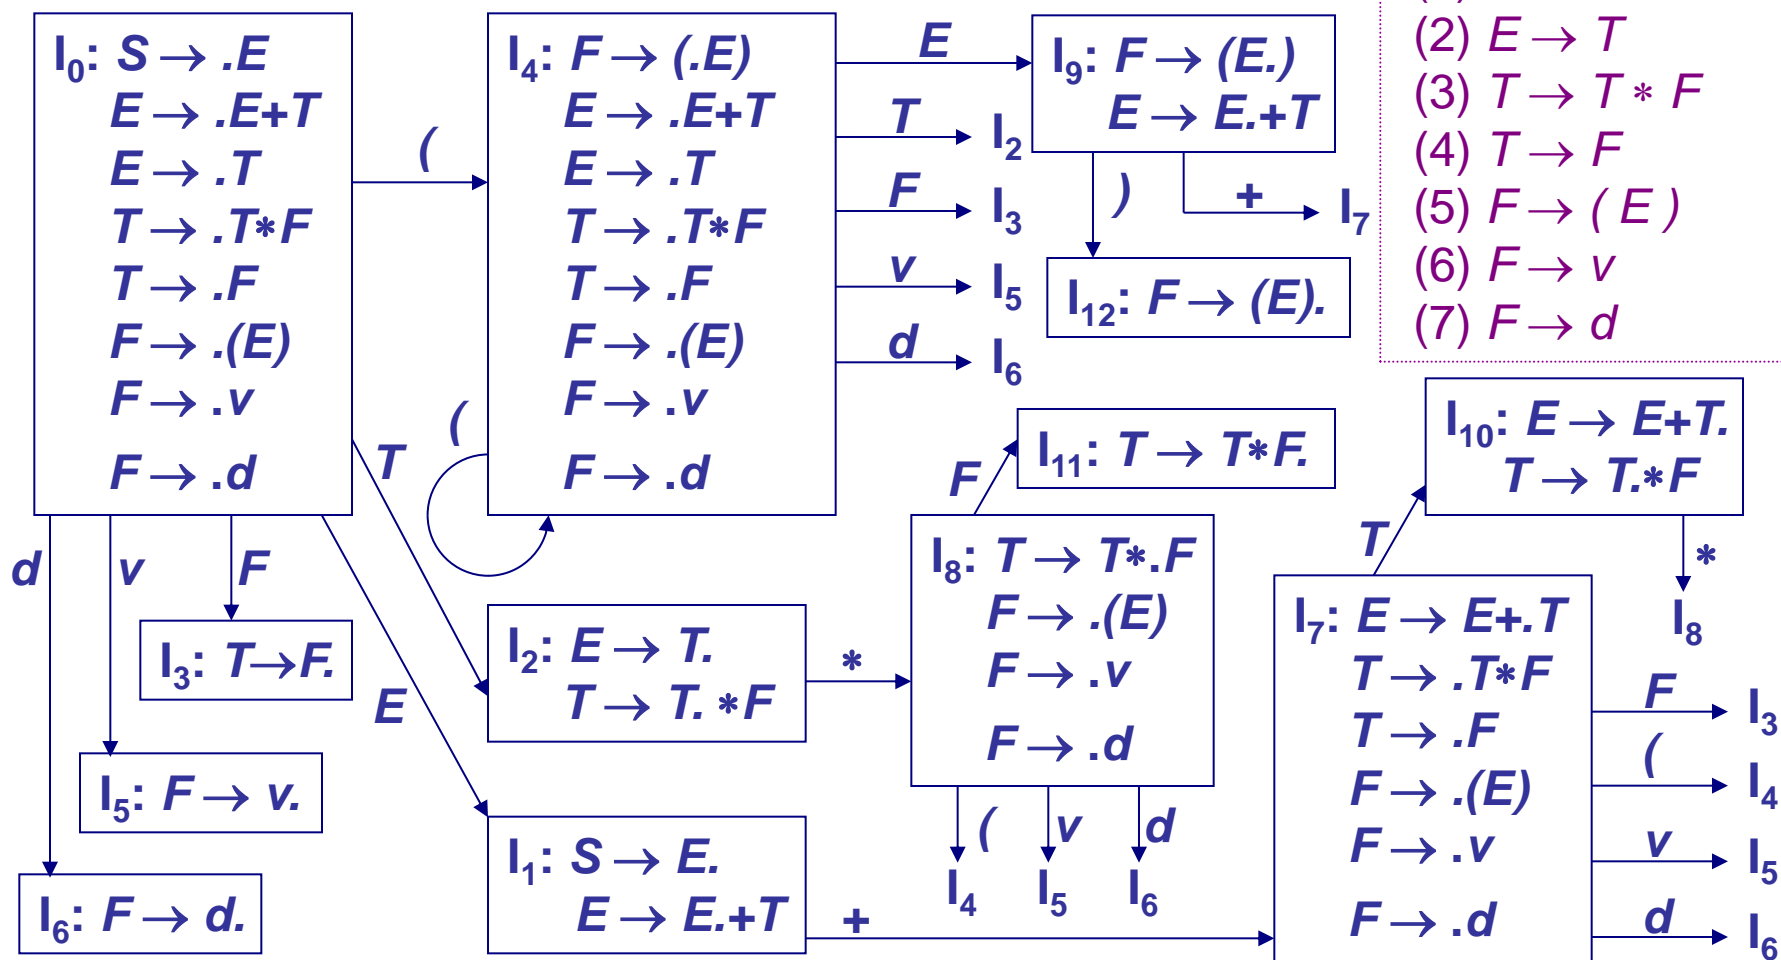 I₀: S → .E
E → .E+T
E → .T
T → .T*F
T → .F
F → .(E)
F → .v
F → .d
(
I₄: F → (.E)
E → .E+T
E → .T
T → .T*F
T → .F
F → .(E)
F → .v
F → .d
(
E
T I₂
F I₃
v I₅
d I₆
I₉: F → (E.)
E → E.+T
)
+ I₇
I₁₂: F → (E).
(2) E → T
(3) T → T * F
(4) T → F
(5) F → ( E )
(6) F → v
(7) F → d
d
v
F
T
E
I₃: T→F.
I₅: F → v.
I₆: F → d.
I₂: E → T.
T → T. *F
*
I₁: S → E.
E → E.+T
+
F
I₁₁: T → T*F.
I₈: T → T*.F
F → .(E)
F → .v
F → .d
( v d
I₄ I₅ I₆
T
I₁₀: E → E+T.
T → T.*F
*
I₈
I₇: E → E+.T
T → .T*F
T → .F
F → .(E)
F → .v
F → .d
F I₃
( I₄
v I₅
d I₆